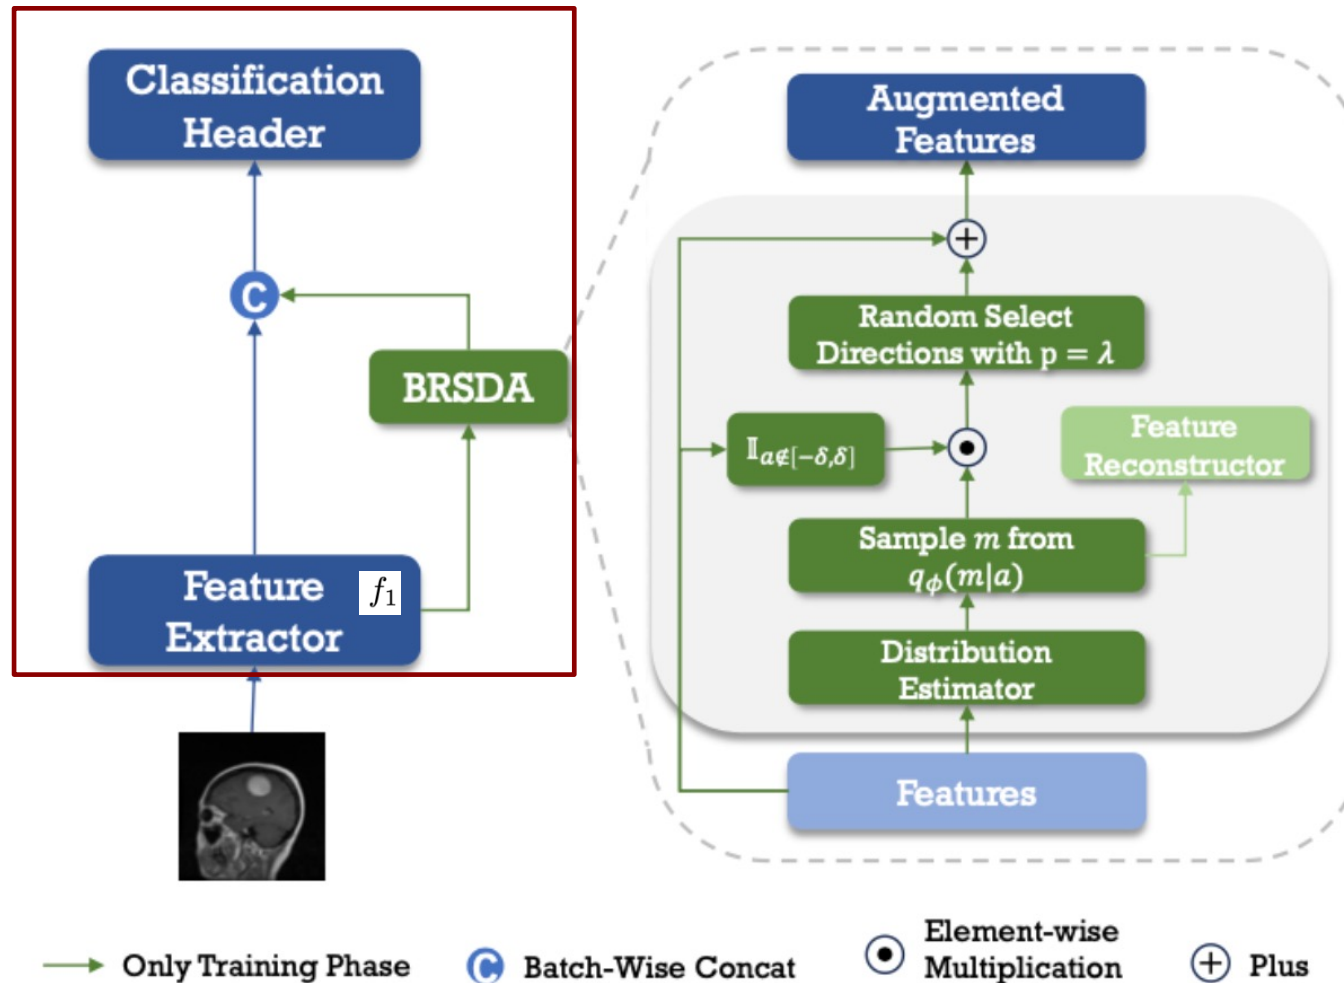 Classification
Header
C
BRSDA
Feature
Extractor
f₁
Augmented
Features
+
Random Select
Directions with p = λ
𝕀a∉[−δ,δ]
Feature
Reconstructor
Sample m from
qϕ(m|a)
Distribution
Estimator
Features
Only Training Phase
C Batch-Wise Concat
Element-wise
Multiplication
+ Plus